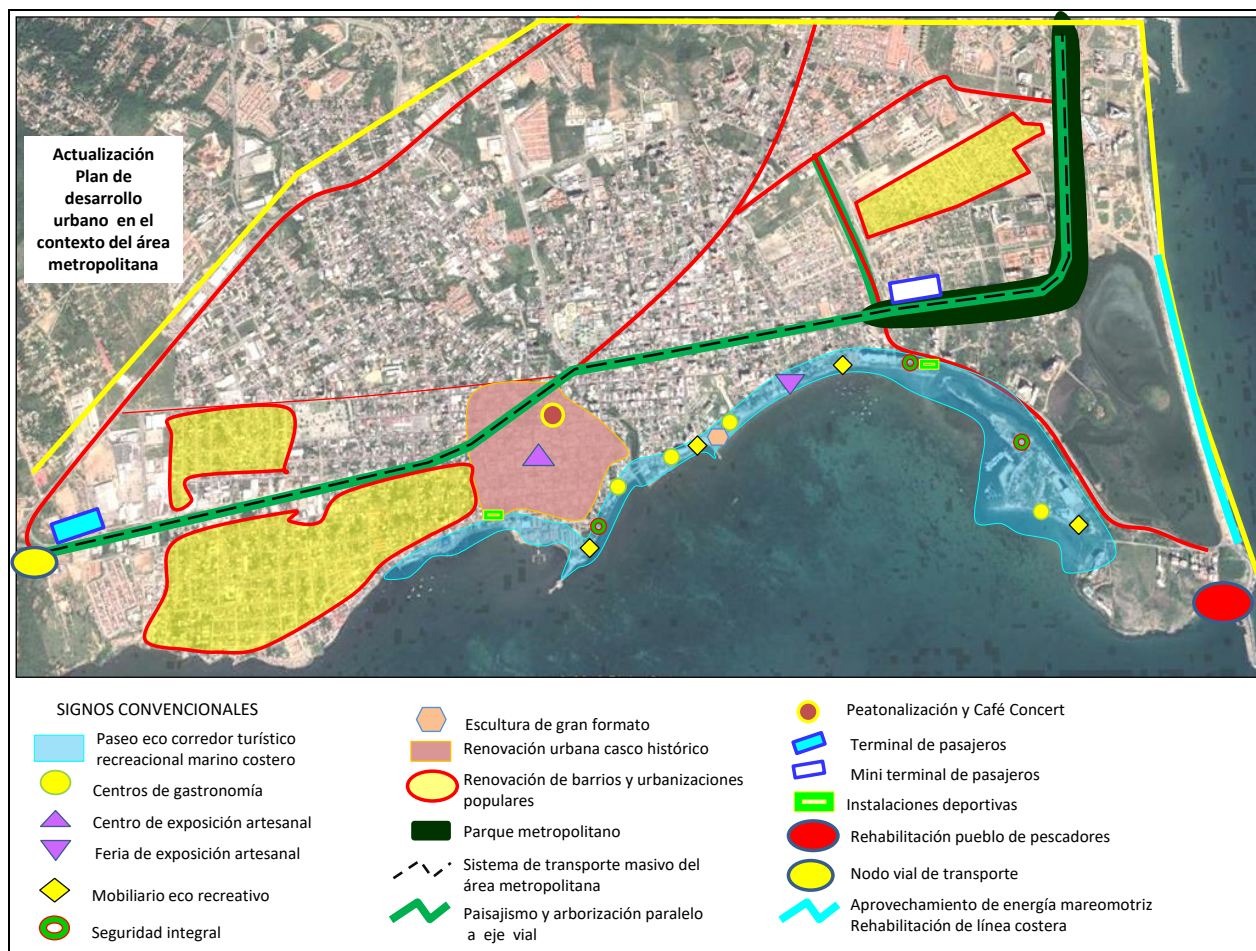 Actualización
Plan de
desarrollo
urbano en el
contexto del área
metropolitana
SIGNOS CONVENCIONALES
Paseo eco corredor turístico
recreacional marino costero
Centros de gastronomía
Centro de exposición artesanal
Feria de exposición artesanal
Mobiliario eco recreativo
Seguridad integral
Escultura de gran formato
Renovación urbana casco histórico
Renovación de barrios y urbanizaciones
populares
Parque metropolitano
Sistema de transporte masivo del
área metropolitana
Paisajismo y arborización paralelo
a eje vial
Peatonalización y Café Concert
Terminal de pasajeros
Mini terminal de pasajeros
Instalaciones deportivas
Rehabilitación pueblo de pescadores
Nodo vial de transporte
Aprovechamiento de energía mareomotriz
Rehabilitación de línea costera